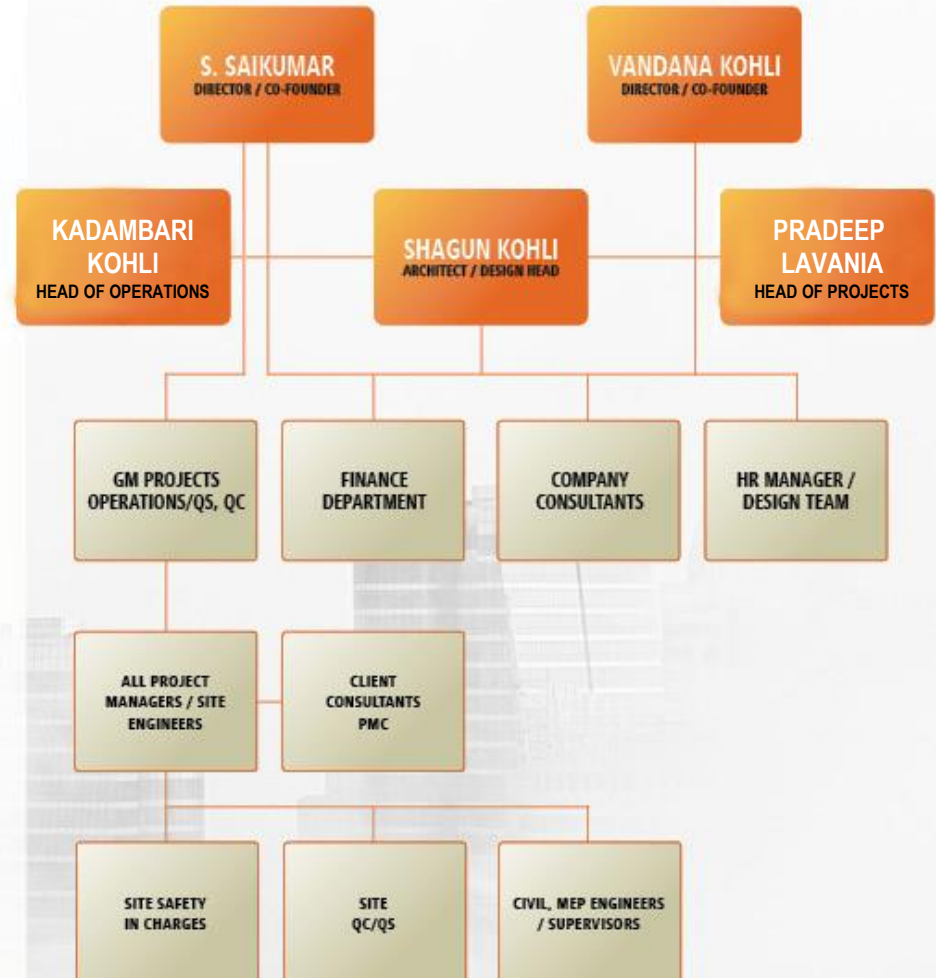 S. SAIKUMAR
DIRECTOR / CO-FOUNDER
VANDANA KOHLI
DIRECTOR / CO-FOUNDER
KADAMBARI
KOHLI
HEAD OF OPERATIONS
SHAGUN KOHLI
ARCHITECT / DESIGN HEAD
PRADEEP
LAVANIA
HEAD OF PROJECTS
GM PROJECTS
OPERATIONS/QS, QC
FINANCE
DEPARTMENT
COMPANY
CONSULTANTS
HR MANAGER /
DESIGN TEAM
ALL PROJECT
MANAGERS / SITE
ENGINEERS
CLIENT
CONSULTANTS
PMC
SITE SAFETY
IN CHARGES
SITE
QC/QS
CIVIL, MEP ENGINEERS
/ SUPERVISORS